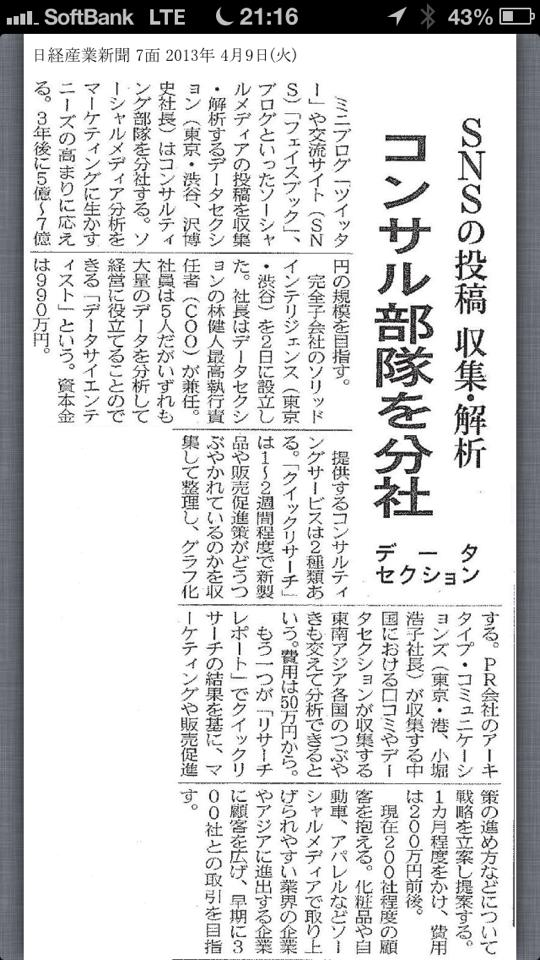 SoftBank LTE 21:16 43%
日経産業新聞 7面 2013年 4月9日(火)
SNSの投稿 収集・解析
コンサル部隊を分社
データ
セクション
ミニブログ「ツイッタ
ー」や交流サイト(SN
S)「フェイスブック」、
ブログといったソーシャ
ルメディアの投稿を収集
・解析するデータセクシ
ョン(東京・渋谷、沢博
史社長)はコンサルティ
ング部隊を分社する。ソ
ーシャルメディア分析を
マーケティングに生かす
ニーズの高まりに応え
る。3年後に5億〜7億
円の規模を目指す。
完全子会社のソリッド
インテリジェンス(東京
・渋谷)を2日に設立し
た。社長はデータセクシ
ョンの林健人最高執行責
任者(COO)が兼任。
社員は5人だがいずれも
大量のデータを分析して
経営に役立てることので
きる「データサイエンテ
ィスト」という。資本金
は990万円。
提供するコンサルティ
ングサービスは2種類あ
る。「クイックリサーチ」
は1〜2週間程度で新製
品や販売促進策がどうつ
ぶやかれているのかを収
集して整理し、グラフ化
する。PR会社のアーキ
タイプ・コミュニケーシ
ョンズ(東京・港、小堀
浩子社長)が収集する中
国における口コミやデー
タセクションが収集する
東南アジア各国のつぶや
きも交えて分析できると
いう。費用は50万円から。
もう一つが「リサーチ
レポート」でクイックリ
サーチの結果を基に、マ
ーケティングや販売促進
策の進め方などについて
戦略を立案し提案する。
1カ月程度をかけ、費用
は200万円前後。
現在200社程度の顧
客を抱える。化粧品や自
動車、アパレルなどソー
シャルメディアで取り上
げられやすい業界の企業
やアジアに進出する企業
に顧客を広げ、早期に3
00社との取引を目指
す。